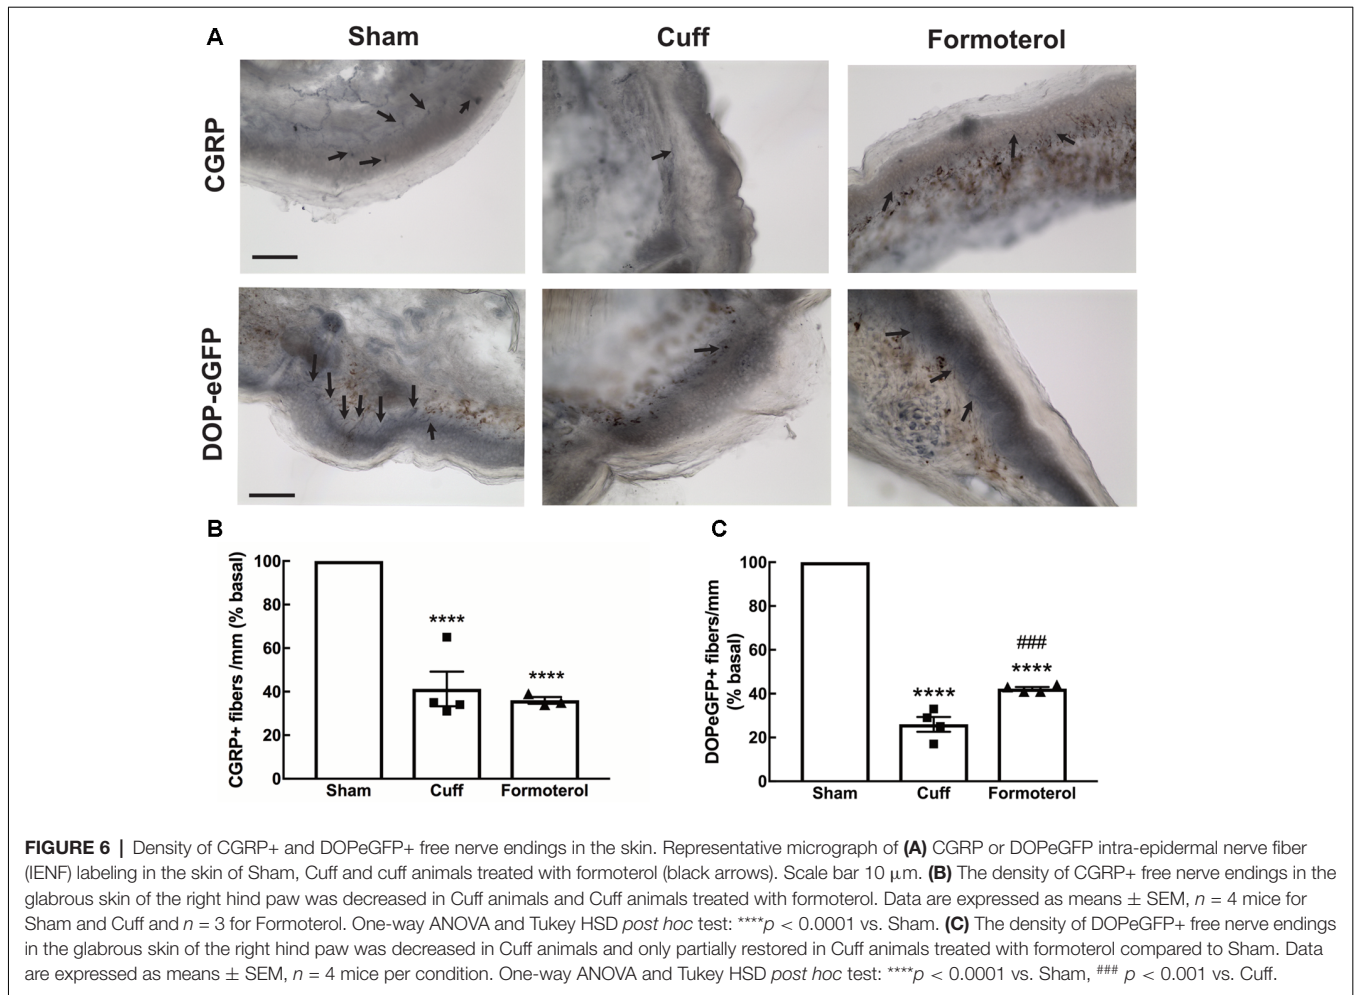 A
Sham
Cuff
Formoterol
CGRP
DOP-eGFP
B
CGRP+ fibers /mm (% basal)
100
80
60
40
20
0
****
****
Sham
Cuff
Formoterol
C
DOPeGFP+ fibers/mm
(% basal)
100
80
60
40
20
0
****
###
****
Sham
Cuff
Formoterol
FIGURE 6 | Density of CGRP+ and DOPeGFP+ free nerve endings in the skin. Representative micrograph of (A) CGRP or DOPeGFP intra-epidermal nerve fiber
(IENF) labeling in the skin of Sham, Cuff and cuff animals treated with formoterol (black arrows). Scale bar 10 μm. (B) The density of CGRP+ free nerve endings in the
glabrous skin of the right hind paw was decreased in Cuff animals and Cuff animals treated with formoterol. Data are expressed as means ± SEM, n = 4 mice for
Sham and Cuff and n = 3 for Formoterol. One-way ANOVA and Tukey HSD post hoc test: ****p < 0.0001 vs. Sham. (C) The density of DOPeGFP+ free nerve endings
in the glabrous skin of the right hind paw was decreased in Cuff animals and only partially restored in Cuff animals treated with formoterol compared to Sham. Data
are expressed as means ± SEM, n = 4 mice per condition. One-way ANOVA and Tukey HSD post hoc test: ****p < 0.0001 vs. Sham, ### p < 0.001 vs. Cuff.